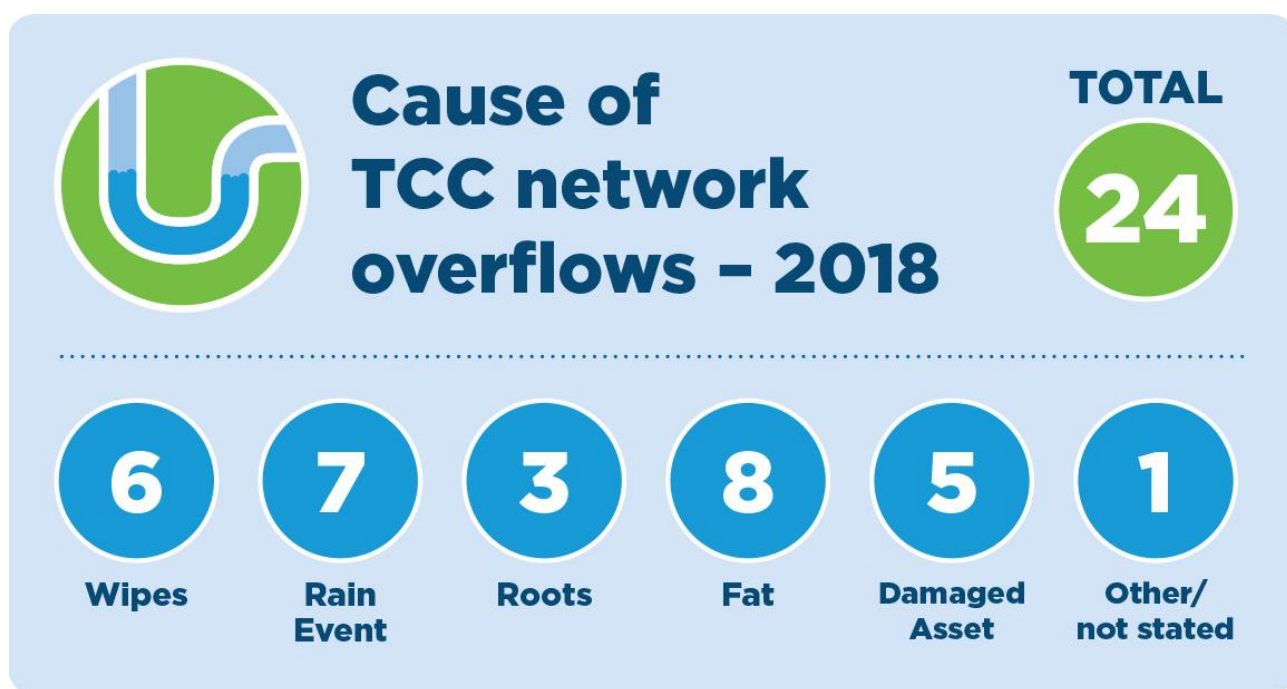 Cause of
TCC network
overflows – 2018
TOTAL
24
6
Wipes
7
Rain
Event
3
Roots
8
Fat
5
Damaged
Asset
1
Other/
not stated